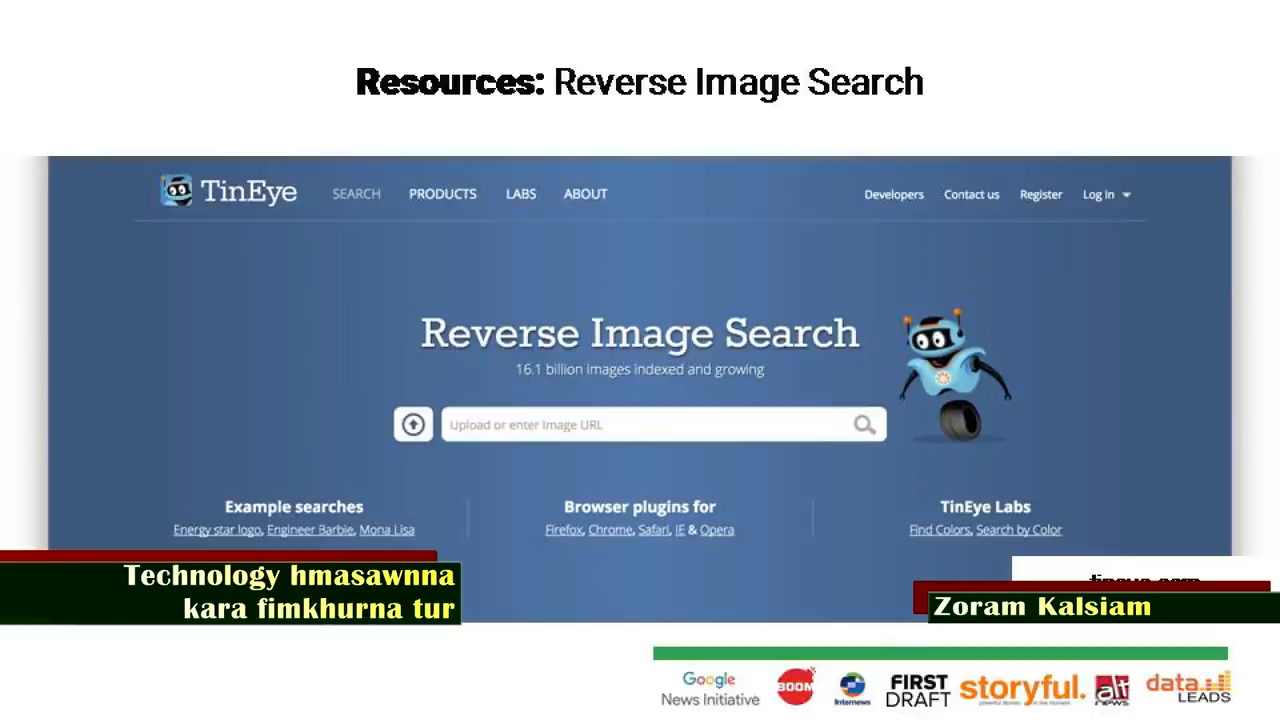 Resources: Reverse Image Search
TinEye SEARCH PRODUCTS LABS ABOUT Developers Contact us Register Log in
Reverse Image Search
16.1 billion images indexed and growing
Upload or enter Image URL
Example searches
Energy star logo, Engineer Barbie, Mona Lisa
Browser plugins for
Firefox, Chrome, Safari, IE & Opera
TinEye Labs
Find Colors, Search by Color
Technology hmasawnna
kara fimkhurna tur
Zoram Kalsiam
Google
News Initiative
BOOM
Internews
FIRST
DRAFT
storyful.
alt
NEWS
data
LEADS